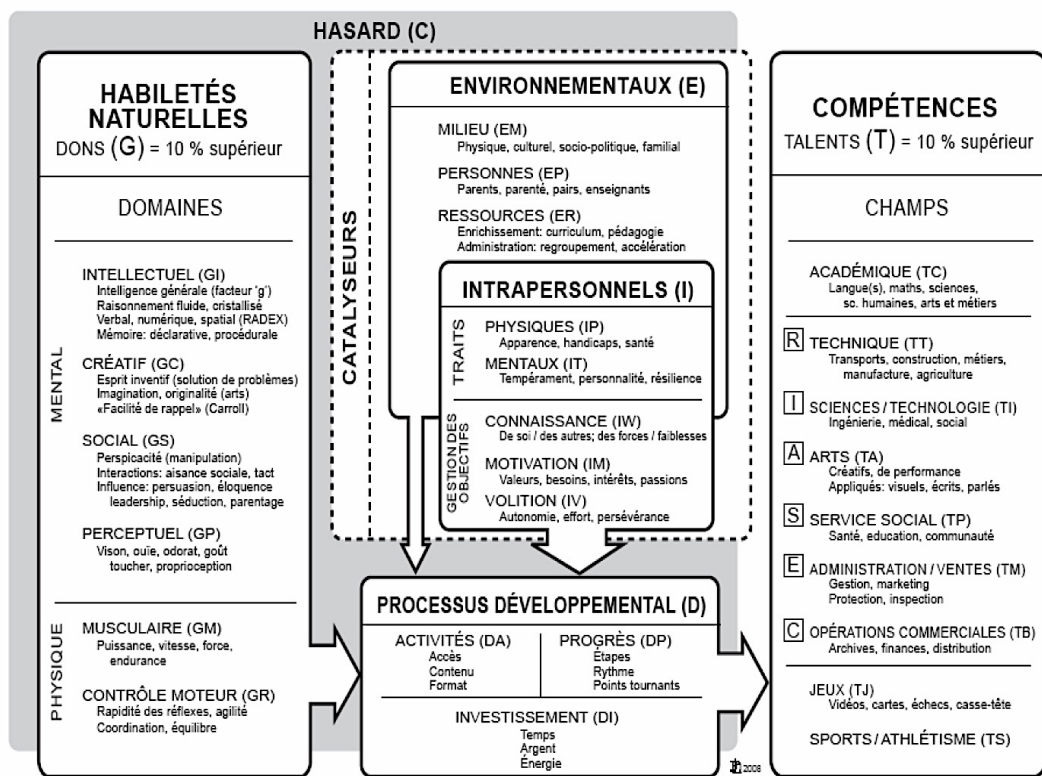 HASARD (C)
HABILETÉS
NATURELLES
DONS (G) = 10 % supérieur
DOMAINES
MENTAL
INTELLECTUEL (GI)
Intelligence générale (facteur 'g')
Raisonnement fluide, cristallisé
Verbal, numérique, spatial (RADEX)
Mémoire: déclarative, procédurale
CRÉATIF (GC)
Esprit inventif (solution de problèmes)
Imagination, originalité (arts)
«Facilité de rappel» (Carroll)
SOCIAL (GS)
Perspicacité (manipulation)
Interactions: aisance sociale, tact
Influence: persuasion, éloquence
leadership, séduction, parentage
PERCEPTUEL (GP)
Vison, ouïe, odorat, goût
toucher, proprioception
PHYSIQUE
MUSCULAIRE (GM)
Puissance, vitesse, force,
endurance
CONTRÔLE MOTEUR (GR)
Rapidité des réflexes, agilité
Coordination, équilibre
CATALYSEURS
ENVIRONNEMENTAUX (E)
MILIEU (EM)
Physique, culturel, socio-politique, familial
PERSONNES (EP)
Parents, parenté, pairs, enseignants
RESSOURCES (ER)
Enrichissement: curriculum, pédagogie
Administration: regroupement, accélération
INTRAPERSONNELS (I)
TRAITS
PHYSIQUES (IP)
Apparence, handicaps, santé
MENTAUX (IT)
Tempérament, personnalité, résilience
GESTION DES
OBJECTIFS
CONNAISSANCE (IW)
De soi / des autres; des forces / faiblesses
MOTIVATION (IM)
Valeurs, besoins, intérêts, passions
VOLITION (IV)
Autonomie, effort, persévérance
PROCESSUS DÉVELOPPEMENTAL (D)
ACTIVITÉS (DA)
Accès
Contenu
Format
PROGRÈS (DP)
Étapes
Rythme
Points tournants
INVESTISSEMENT (DI)
Temps
Argent
Énergie
2008
COMPÉTENCES
TALENTS (T) = 10 % supérieur
CHAMPS
ACADÉMIQUE (TC)
Langue(s), maths, sciences,
sc. humaines, arts et métiers
R TECHNIQUE (TT)
Transports, construction, métiers,
manufacture, agriculture
I SCIENCES / TECHNOLOGIE (TI)
Ingénierie, médical, social
A ARTS (TA)
Créatifs, de performance
Appliqués: visuels, écrits, parlés
S SERVICE SOCIAL (TP)
Santé, education, communauté
E ADMINISTRATION / VENTES (TM)
Gestion, marketing
Protection, inspection
C OPÉRATIONS COMMERCIALES (TB)
Archives, finances, distribution
JEUX (TJ)
Vidéos, cartes, échecs, casse-tête
SPORTS / ATHLÉTISME (TS)